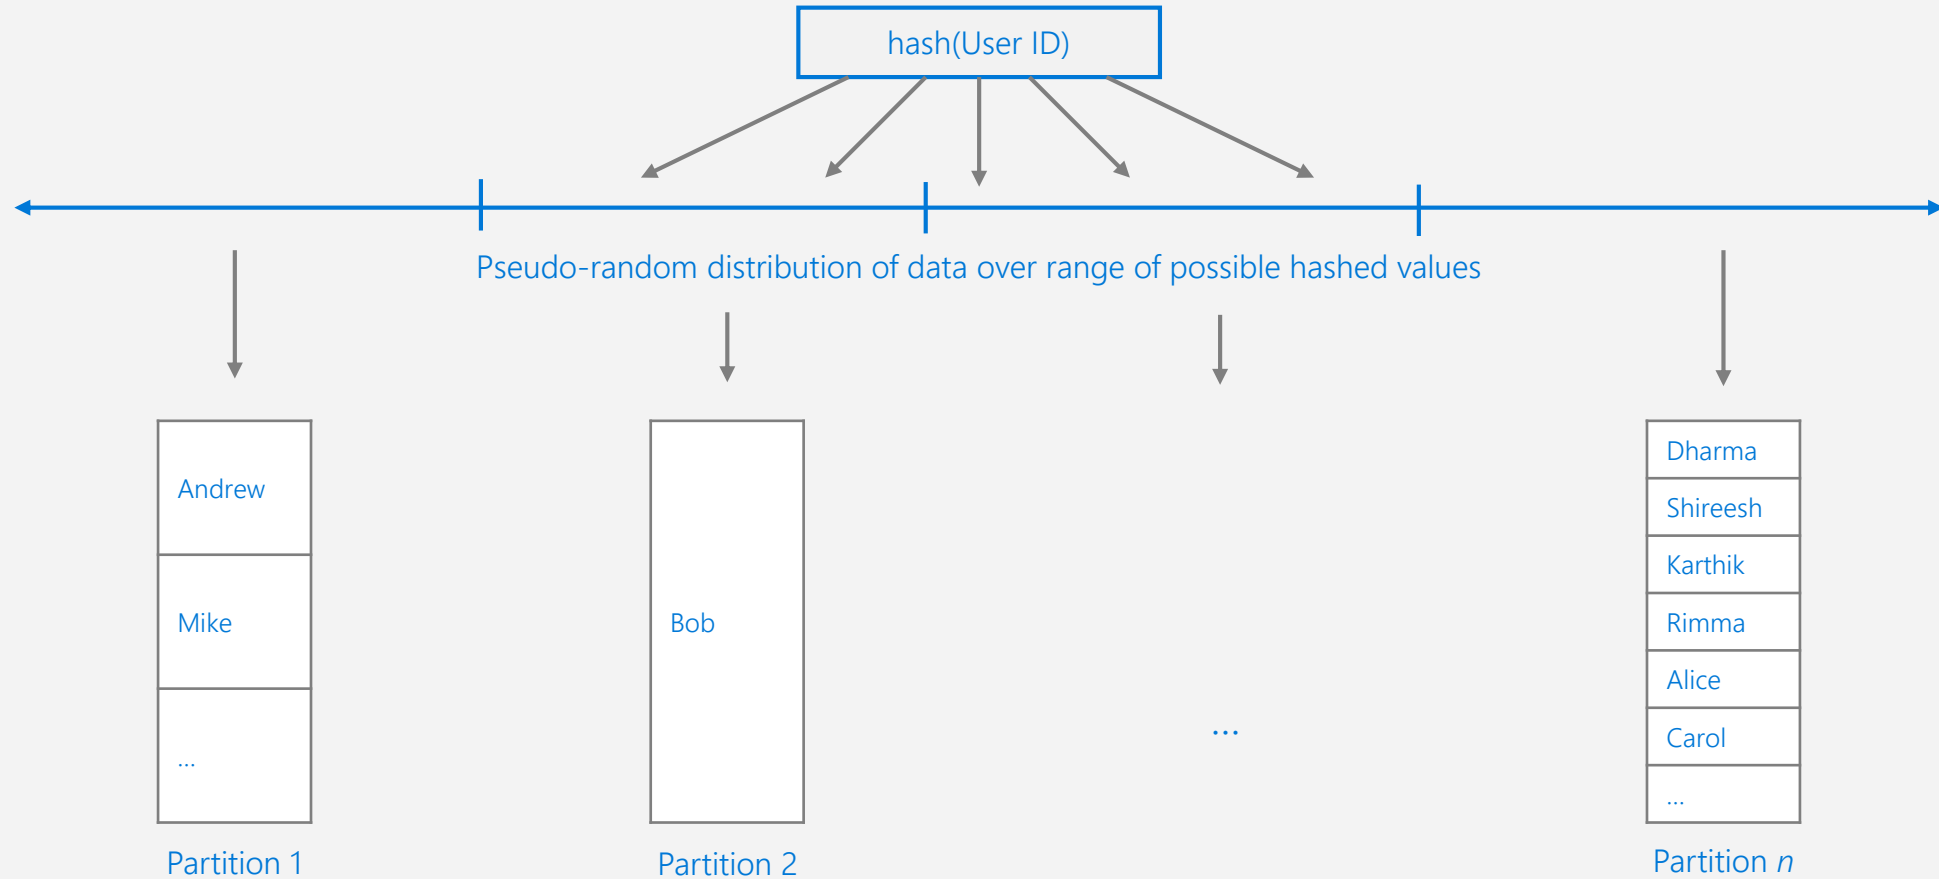 hash(User ID)
Pseudo-random distribution of data over range of possible hashed values
Andrew
Mike
...
Partition 1
Bob
Partition 2
...
Dharma
Shireesh
Karthik
Rimma
Alice
Carol
...
Partition n